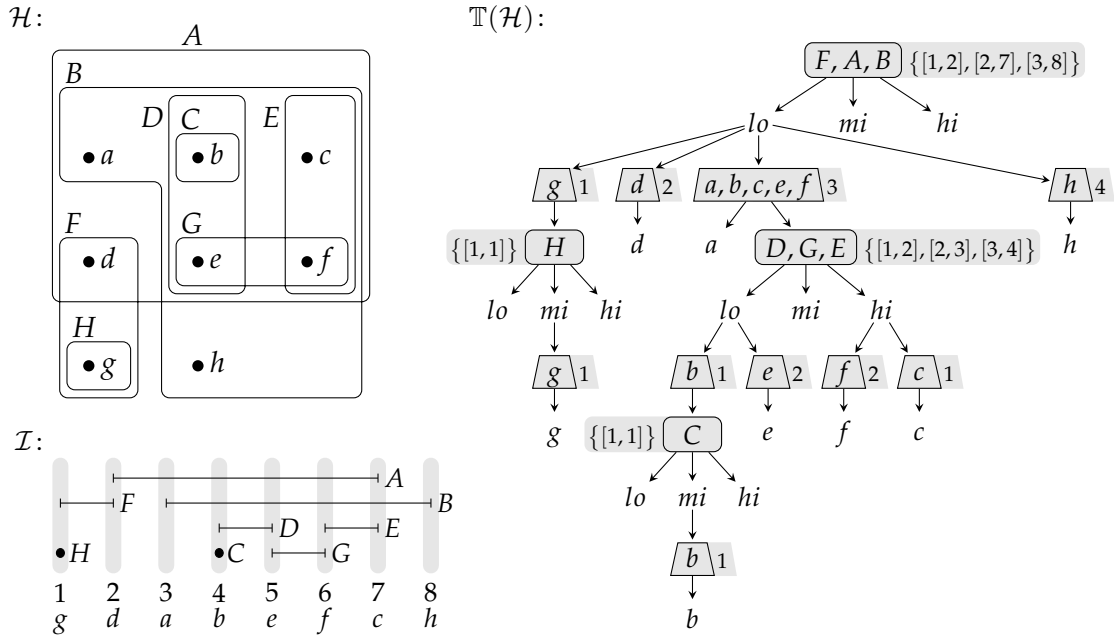 ℋ:
A
B
D C E
b
a c
F G
d e f
H
g h
ℐ:
A
F B
D E
H C G
1 2 3 4 5 6 7 8
g d a b e f c h
𝕋(ℋ):
F, A, B {[1, 2], [2, 7], [3, 8]}
lo mi hi
g 1 d 2 a, b, c, e, f 3 h 4
{[1, 1]} H d a D, G, E {[1, 2], [2, 3], [3, 4]} h
lo mi hi lo mi hi
g 1 b 1 e 2 f 2 c 1
g {[1, 1]} C e f c
lo mi hi
b 1
b